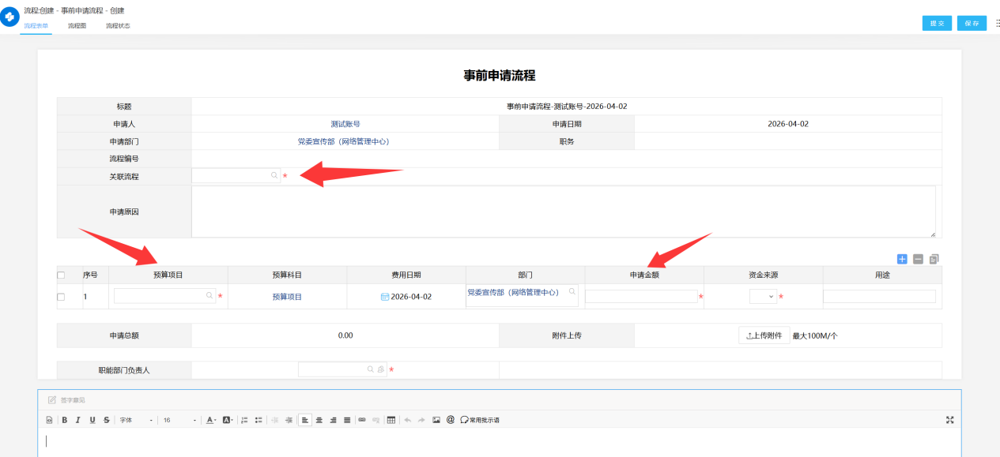 流程:创建 - 事前申请流程 - 创建
流程表单 流程图 流程状态
提交 保存
事前申请流程
标题 事前申请流程-测试账号-2026-04-02
申请人 测试账号 申请日期 2026-04-02
申请部门 党委宣传部（网络管理中心） 职务
流程编号
关联流程 *
申请原因
序号 预算项目 预算科目 费用日期 部门 申请金额 资金来源 用途
1 * 预算项目 2026-04-02 党委宣传部（网络管理中心） * *
申请总额 0.00 附件上传 上传附件 最大100M/个
职能部门负责人 *
签字意见
B I U S 字体 16 A A @ 常用批示语